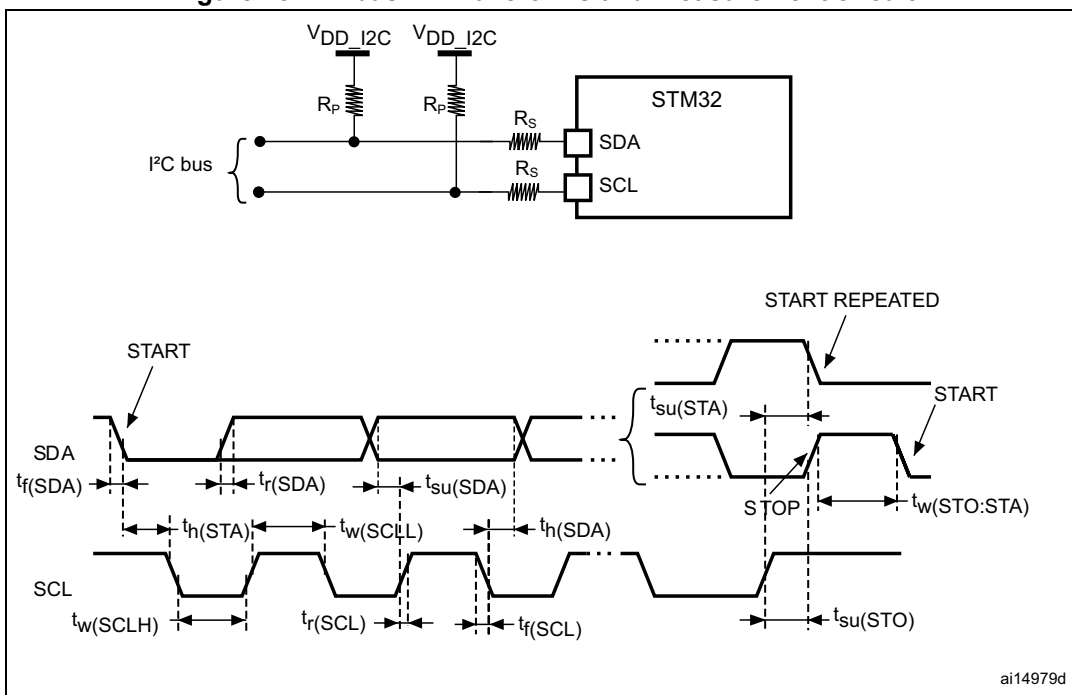 V DD_I2C V DD_I2C
RP RP
STM32
RS
SDA
I²C bus
RS
SCL
START REPEATED
START
tsu(STA)
START
SDA
tf(SDA)
tr(SDA)
tsu(SDA)
STOP
tw(STO:STA)
th(STA)
tw(SCLL)
th(SDA)
SCL
tw(SCLH)
tr(SCL)
tf(SCL)
tsu(STO)
ai14979d